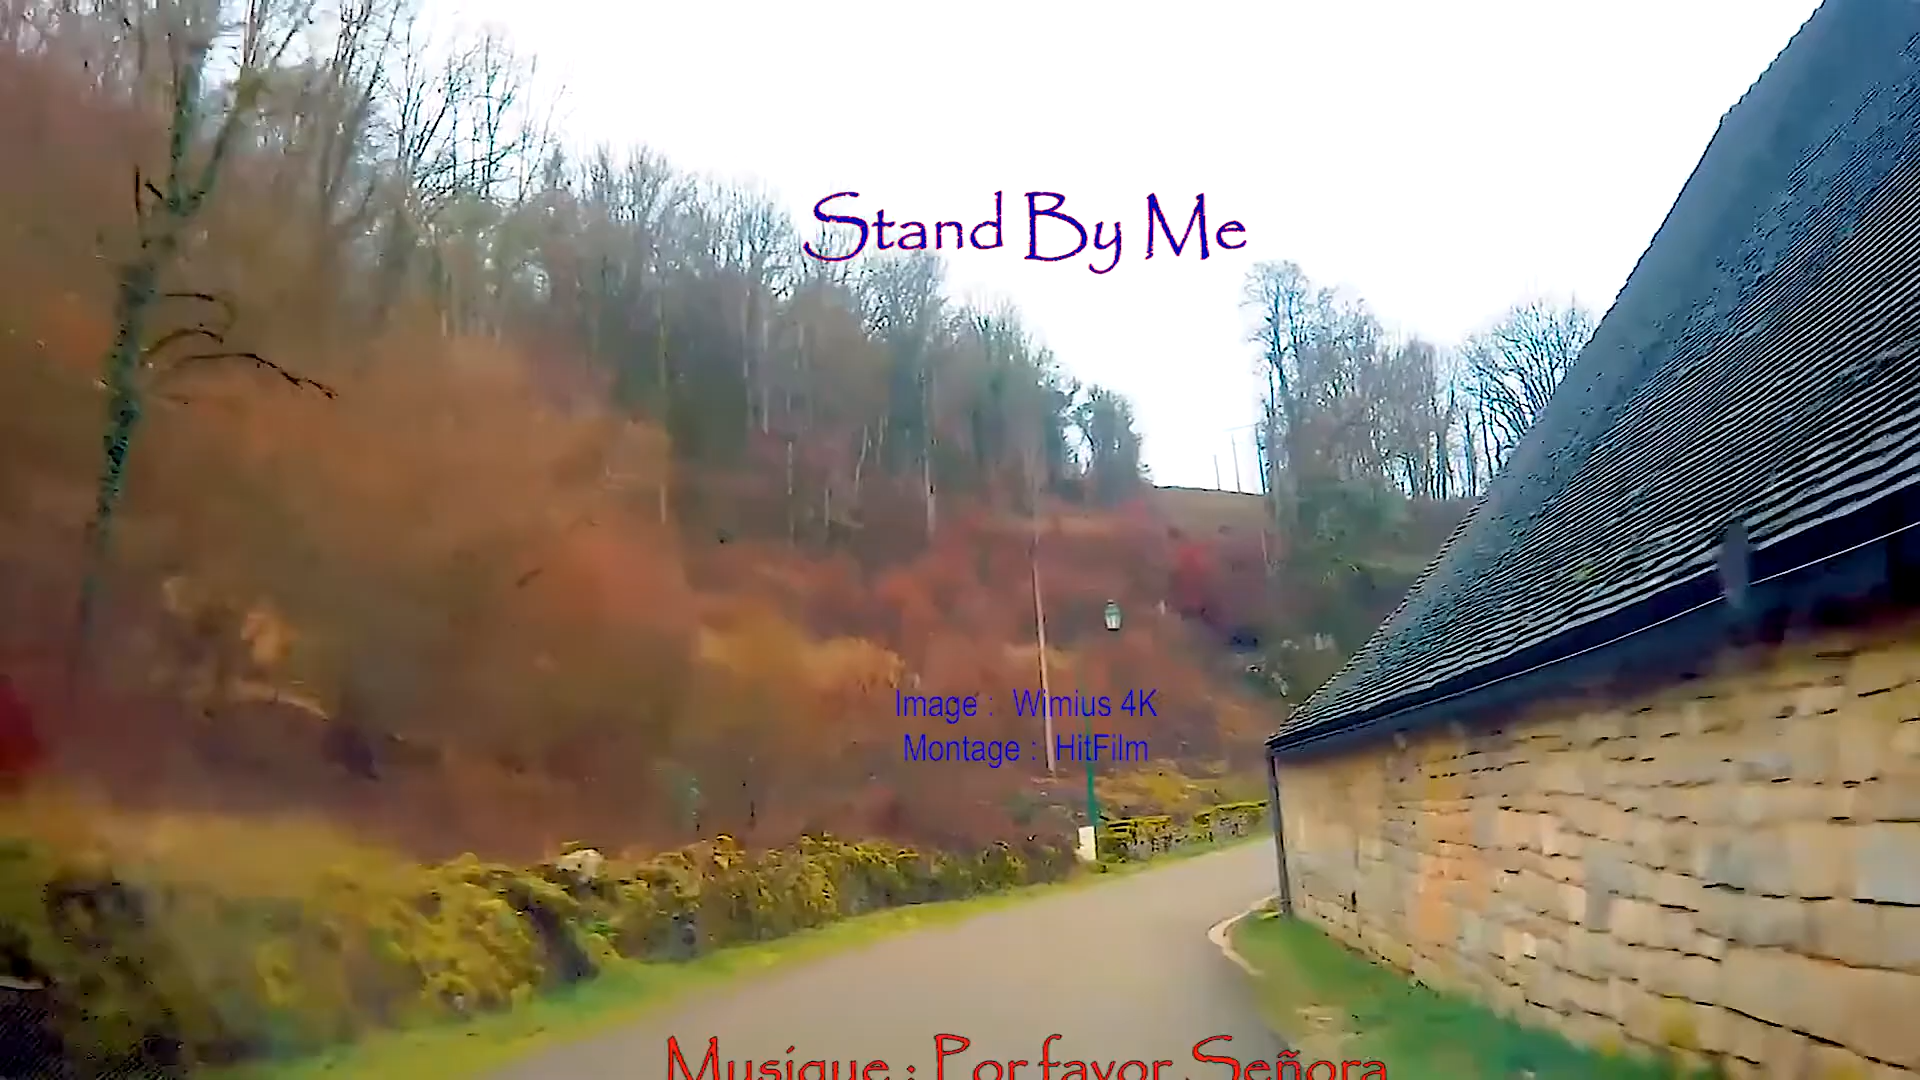 Stand By Me
Image : Wimius 4K
Montage : HitFilm
Musique : Por favor Señora